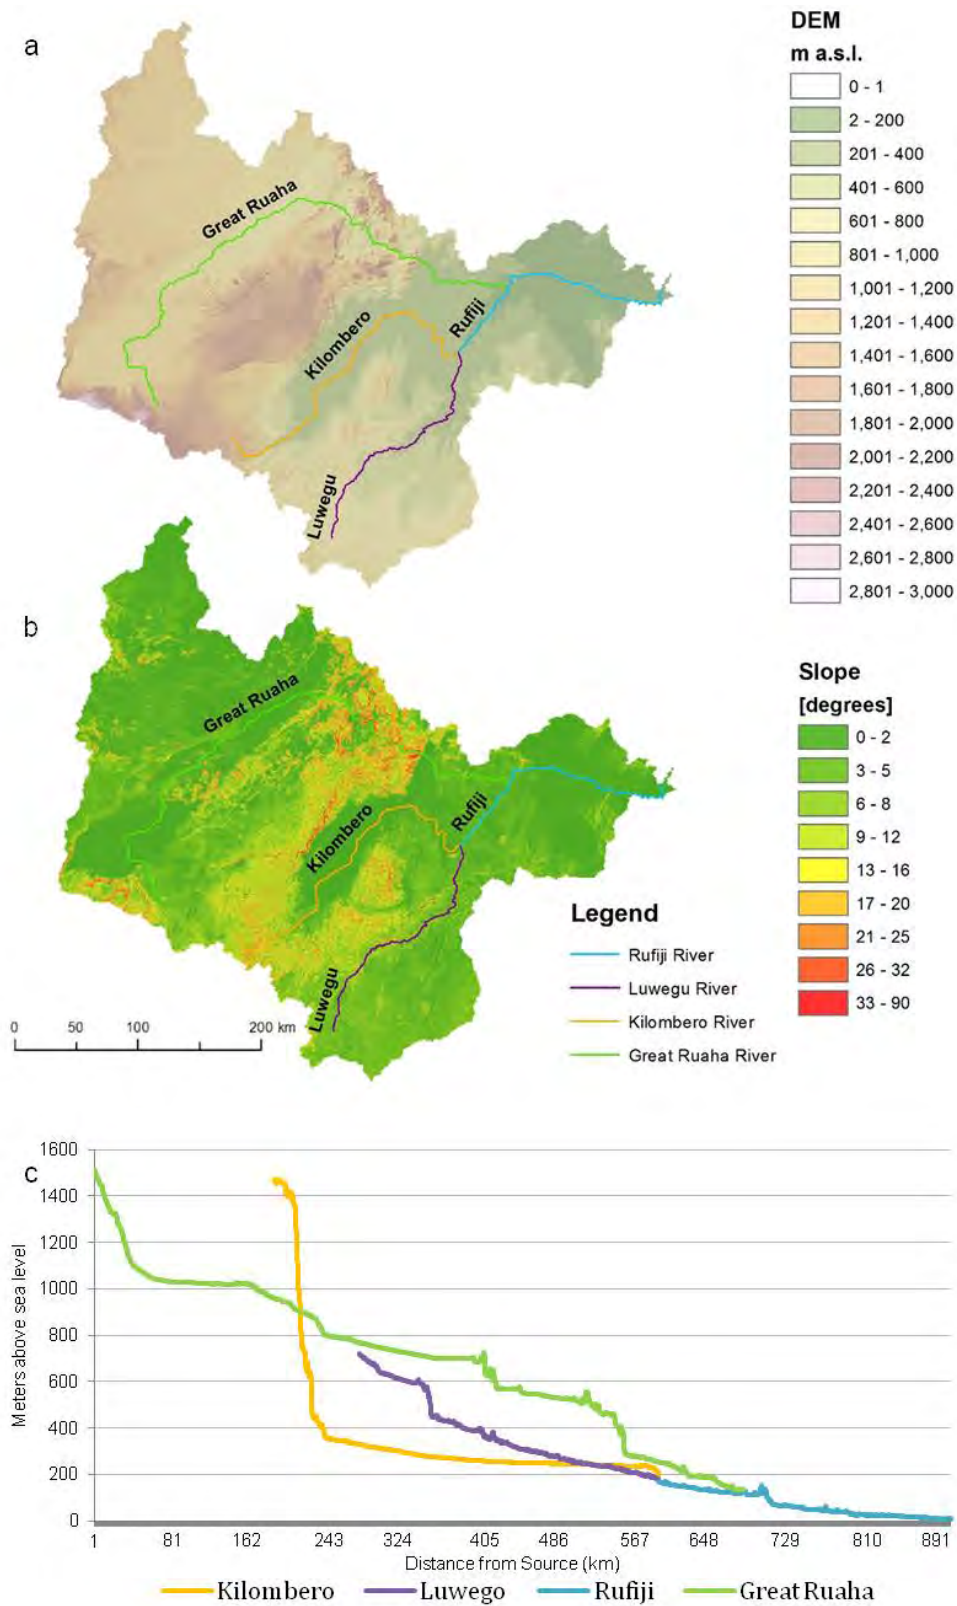 a
Great Ruaha
Kilombero
Rufiji
Luwegu
DEM
m a.s.l.
0 - 1
2 - 200
201 - 400
401 - 600
601 - 800
801 - 1,000
1,001 - 1,200
1,201 - 1,400
1,401 - 1,600
1,601 - 1,800
1,801 - 2,000
2,001 - 2,200
2,201 - 2,400
2,401 - 2,600
2,601 - 2,800
2,801 - 3,000
b
Great Ruaha
Kilombero
Rufiji
Luwegu
0 50 100 200 km
Legend
Rufiji River
Luwegu River
Kilombero River
Great Ruaha River
Slope
[degrees]
0 - 2
3 - 5
6 - 8
9 - 12
13 - 16
17 - 20
21 - 25
26 - 32
33 - 90
c
Meters above sea level
1600
1400
1200
1000
800
600
400
200
0
1 81 162 243 324 405 486 567 648 729 810 891
Distance from Source (km)
Kilombero Luwego Rufiji Great Ruaha